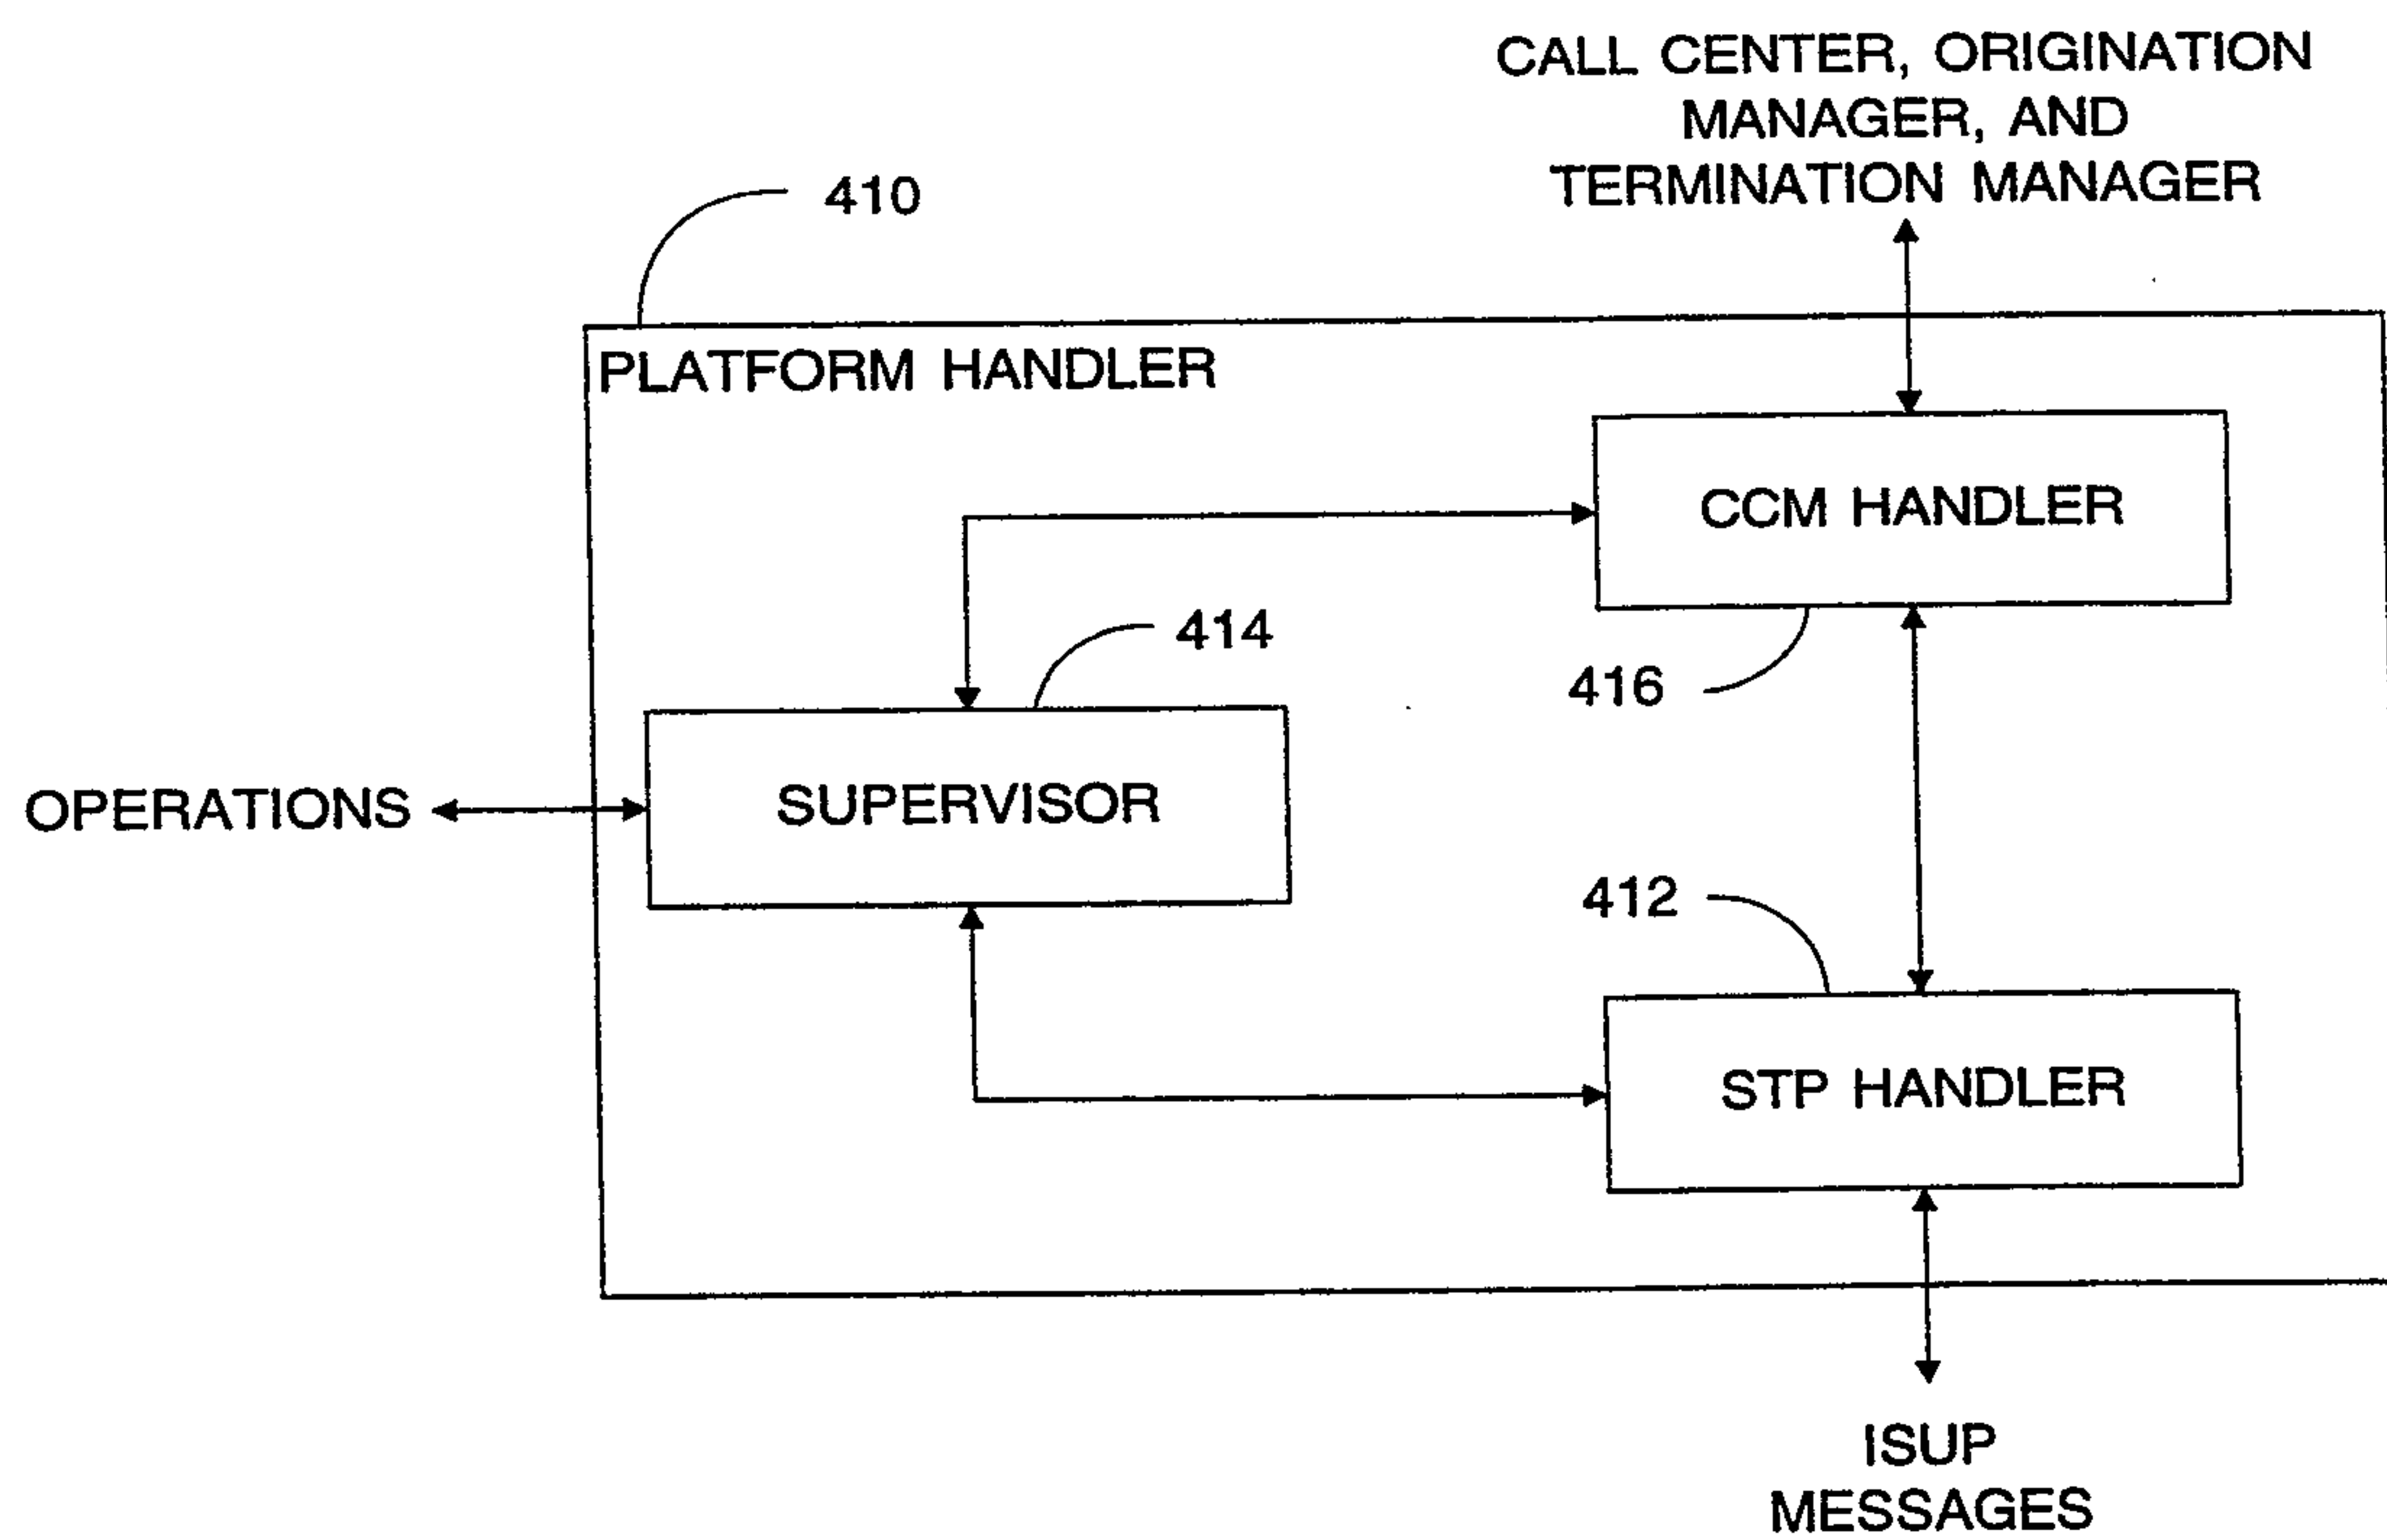 CALL CENTER, ORIGINATION
MANAGER, AND
TERMINATION MANAGER
410
PLATFORM HANDLER
CCM HANDLER
414
416
SUPERVISOR
OPERATIONS
412
STP HANDLER
ISUP
MESSAGES